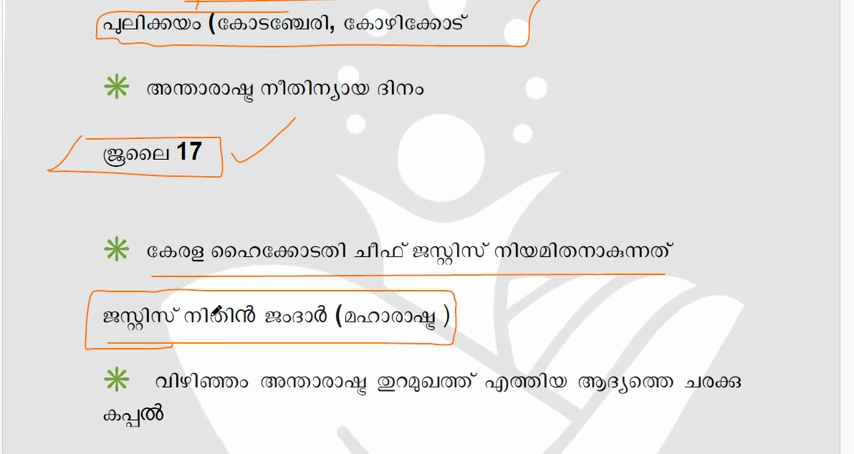 പുലിക്കയം (കോടഞ്ചേരി, കോഴിക്കോട്
അന്താരാഷ്ട്ര നീതിന്യായ ദിനം
ജൂലൈ 17
കേരള ഹൈക്കോടതി ചീഫ് ജസ്റ്റിസ് നിയമിതനാകുന്നത്
ജസ്റ്റിസ് നിതിൻ ജംദാർ (മഹാരാഷ്ട്ര )
വിഴിഞ്ഞം അന്താരാഷ്ട്ര തുറമുഖത്ത് എത്തിയ ആദ്യത്തെ ചരക്കു
കപ്പൽ